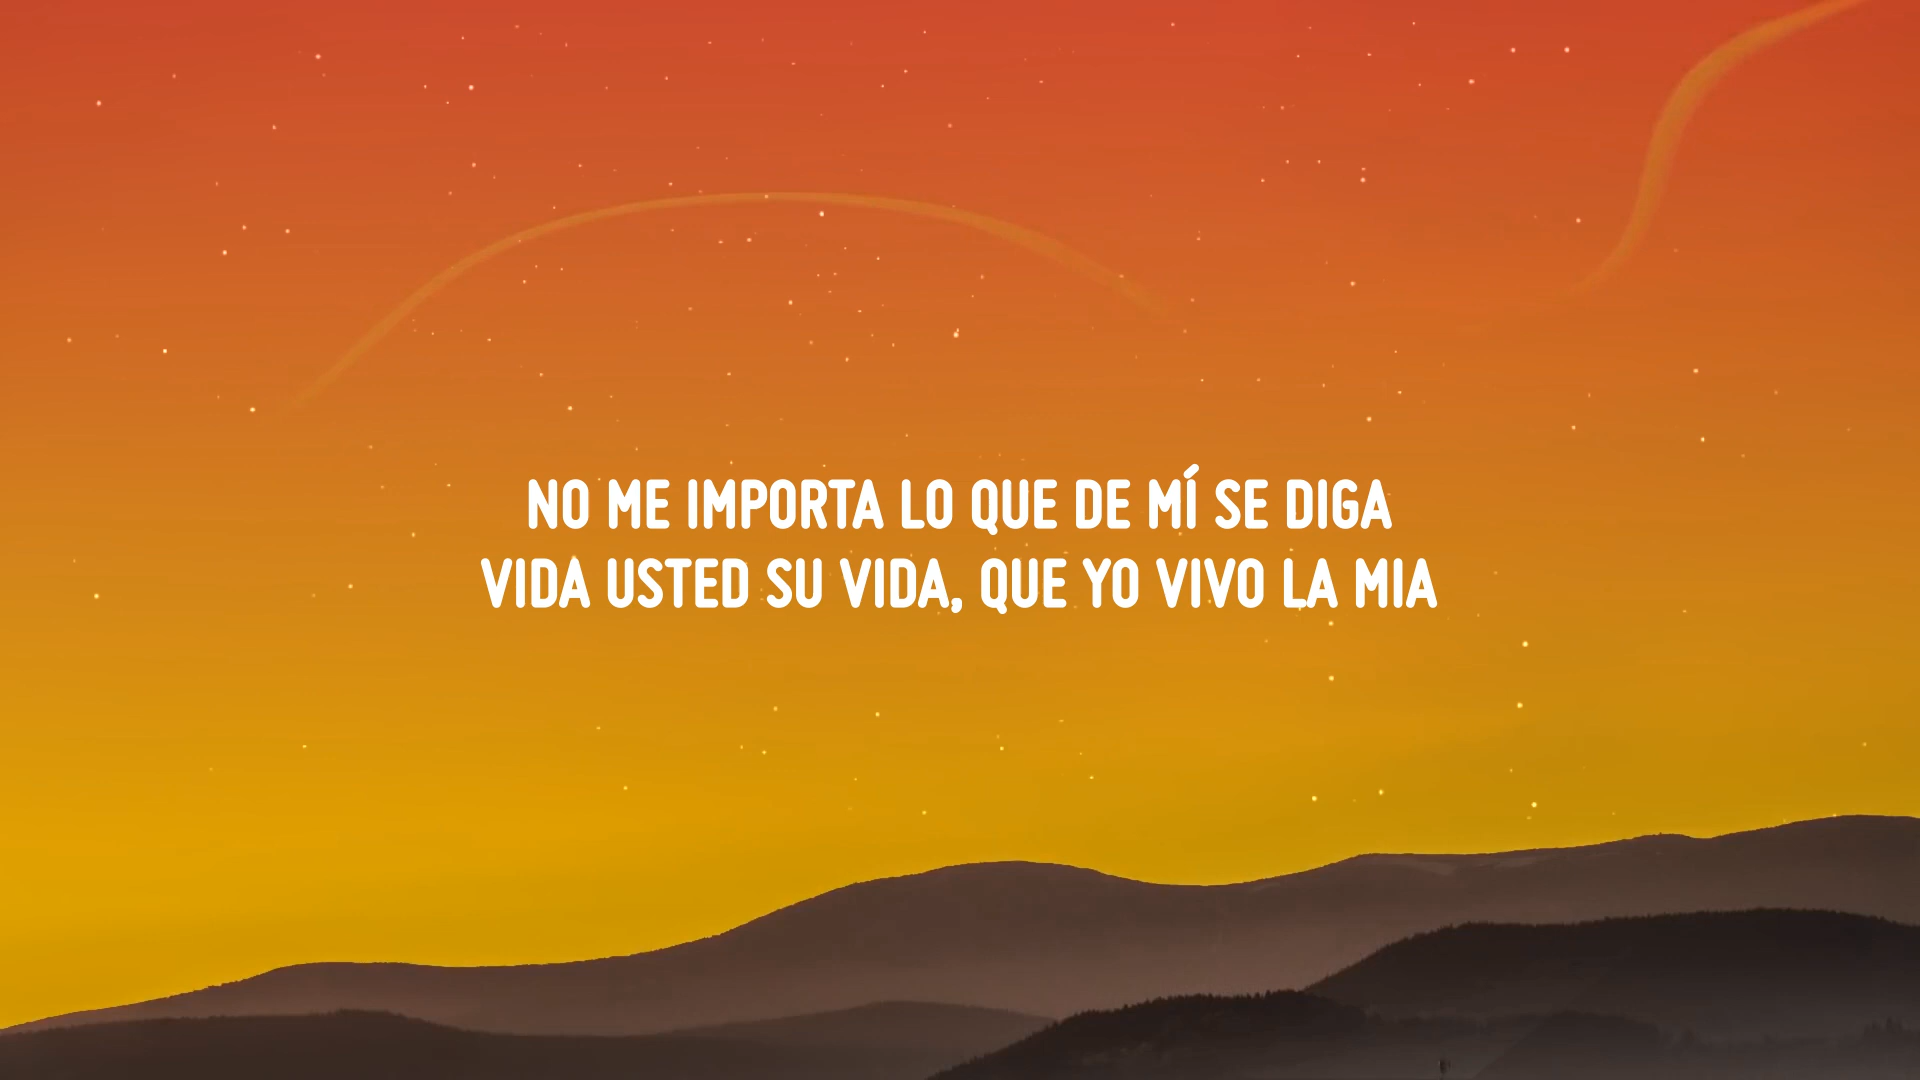 NO ME IMPORTA LO QUE DE MÍ SE DIGA
VIDA USTED SU VIDA, QUE YO VIVO LA MIA